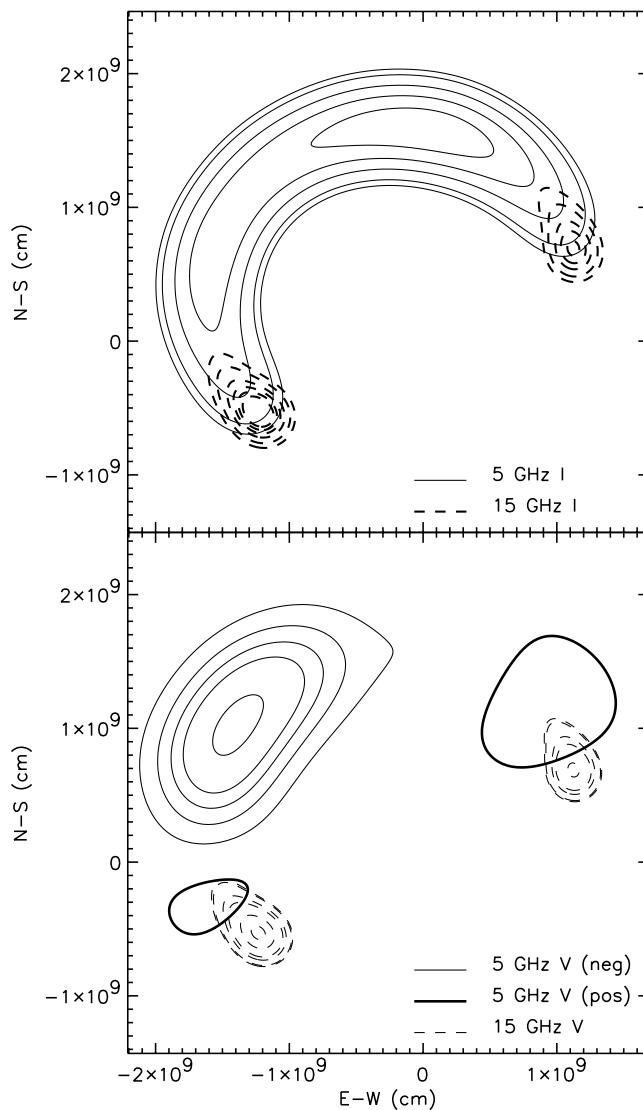 2×10⁹
1×10⁹
0
−1×10⁹
N−S (cm)
5 GHz I
15 GHz I
2×10⁹
1×10⁹
0
−1×10⁹
N−S (cm)
5 GHz V (neg)
5 GHz V (pos)
15 GHz V
−2×10⁹ −1×10⁹ 0 1×10⁹
E−W (cm)